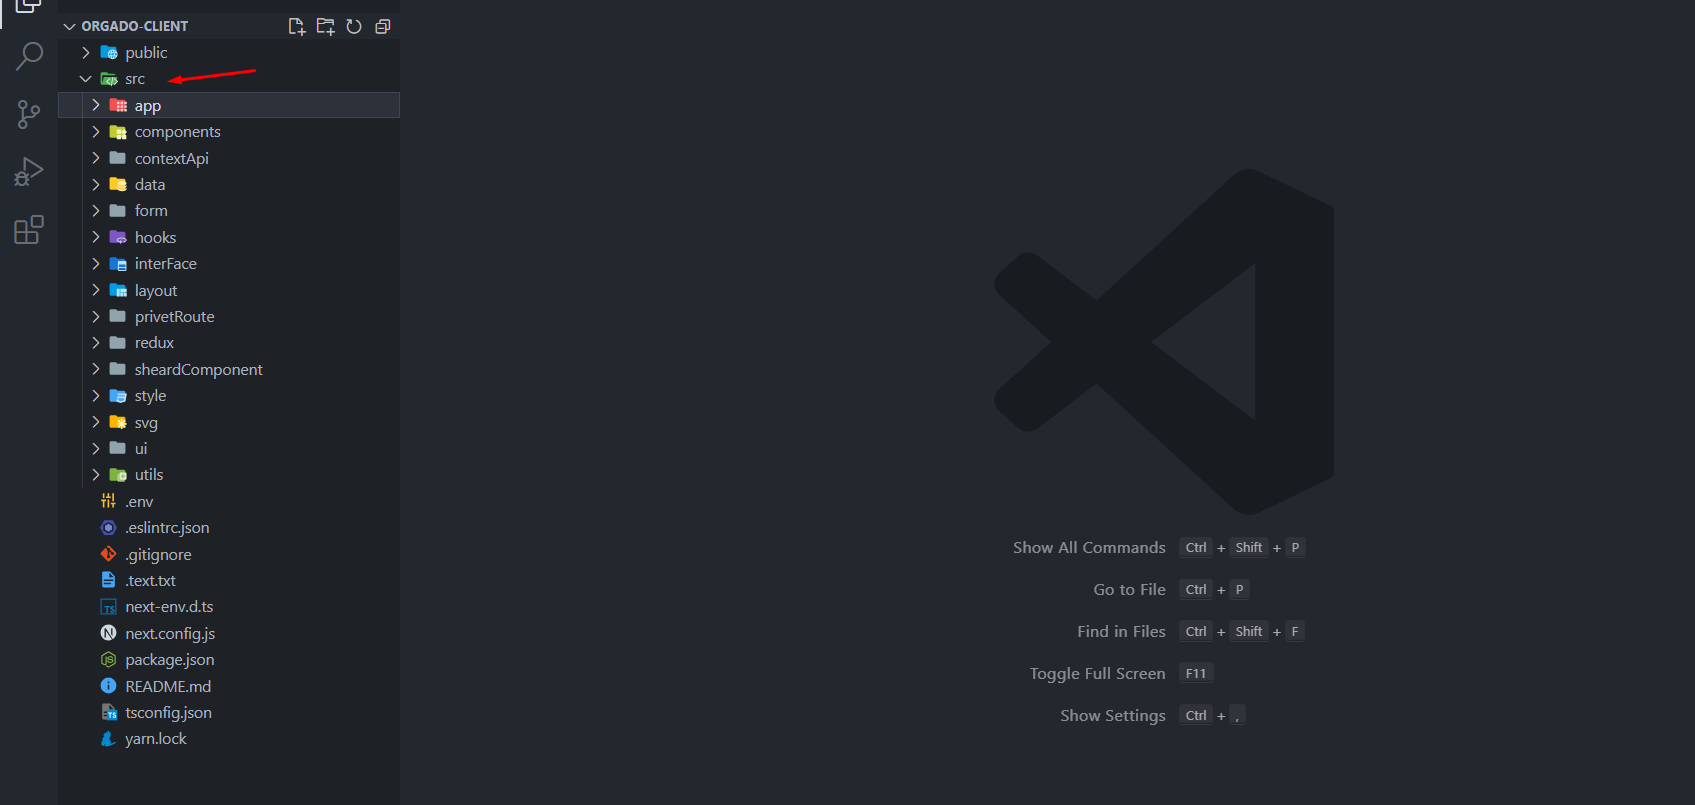 ORGADO-CLIENT
public
src
app
components
contextApi
data
form
hooks
interFace
layout
privetRoute
redux
sheardComponent
style
svg
ui
utils
.env
.eslintrc.json
.gitignore
.text.txt
TS next-env.d.ts
N next.config.js
JS package.json
README.md
TS tsconfig.json
yarn.lock
Show All Commands Ctrl + Shift + P
Go to File Ctrl + P
Find in Files Ctrl + Shift + F
Toggle Full Screen F11
Show Settings Ctrl + ,